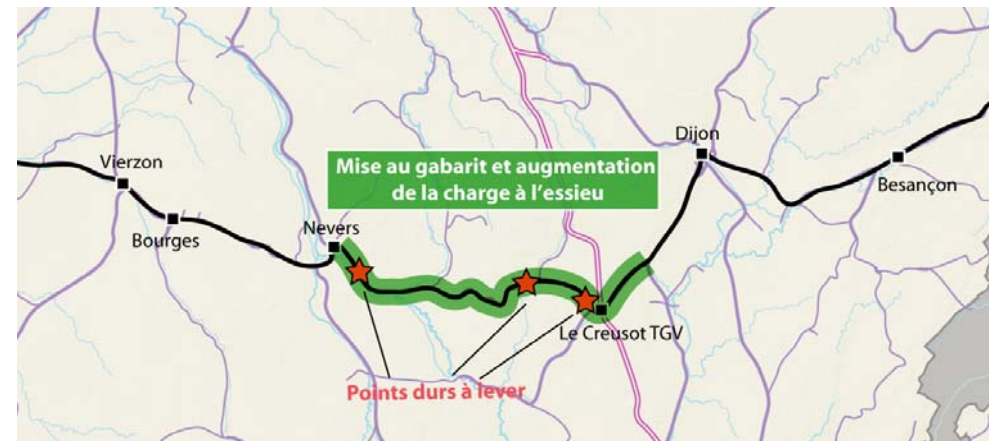 Dijon
Vierzon
Mise au gabarit et augmentation
de la charge à l'essieu
Besançon
Nevers
Bourges
Le Creusot TGV
Points durs à lever